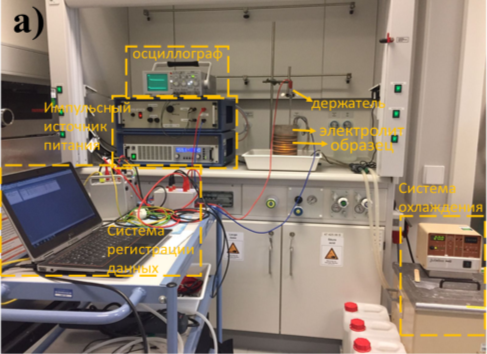 a)
осциллограф
Импульсный
источник
питания
держатель
электролит
образец
Система
охлаждения
Система
регистрации
данных